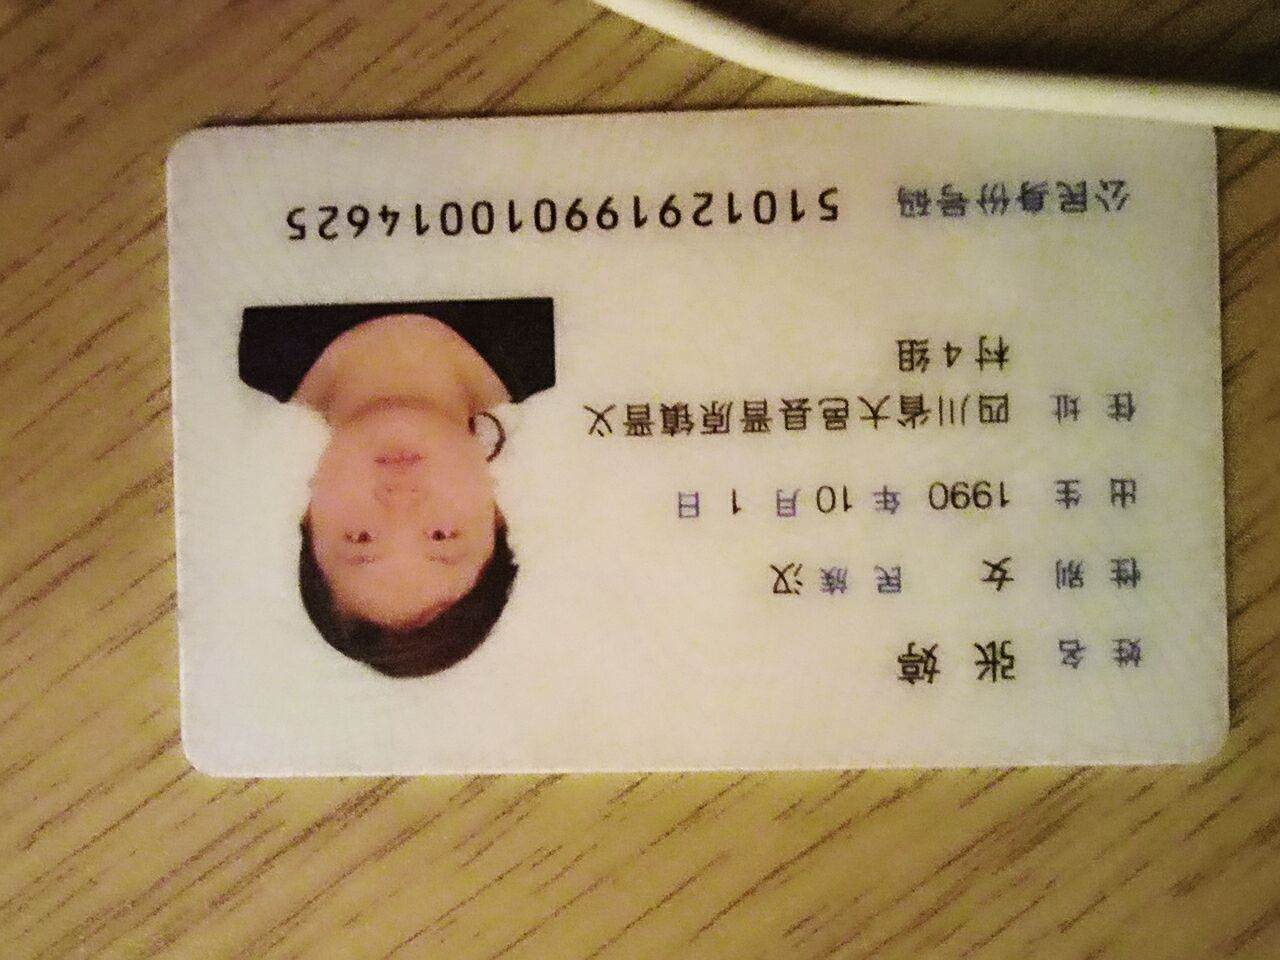 姓名 张婷
性别 女 民族 汉
出生 1990 年 10 月 1 日
住址 四川省大邑县晋原镇晋义
村4组
公民身份号码 510129199010014625